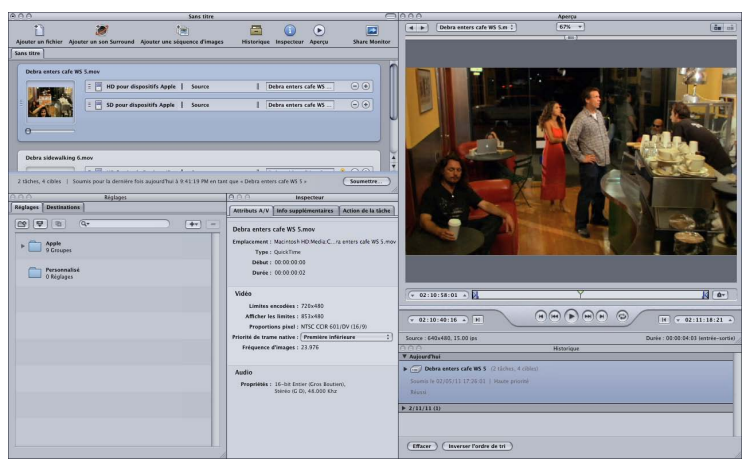 Sans titre
Ajouter un fichier Ajouter un son Surround Ajouter une séquence d'images Historique Inspecteur Aperçu Share Monitor
Sans titre
Debra enters cafe WS 5.mov
HD pour dispositifs Apple Source Debra enters cafe WS ...
SD pour dispositifs Apple Source Debra enters cafe WS ...
Debra sidewalking 6.mov
2 tâches, 4 cibles | Soumis pour la dernière fois aujourd'hui à 9:41:19 PM en tant que « Debra enters cafe WS 5 » Soumettre...
Réglages
Réglages Destinations
Apple
9 Groupes
Personnalisé
0 Réglages
Inspecteur
Attributs A/V Info supplémentaires Action de la tâche
Debra enters cafe WS 5.mov
Emplacement : Macintosh HD:Media:C...ra enters cafe WS 5.mov
Type : QuickTime
Début : 00:00:00:00
Durée : 00:00:00:02
Vidéo
Limites encodées : 720x480
Afficher les limites : 853x480
Proportions pixel : NTSC CCIR 601/DV (16/9)
Priorité de trame native : Première inférieure
Fréquence d'images : 23.976
Audio
Propriétés : 16-bit Entier (Gros Boutien),
Stéréo (G D), 48.000 Khz
Aperçu
Debra enters cafe WS 5.m 67%
02:10:58:01
02:10:40:16 02:11:18:21
Source : 640x480, 15.00 ips Durée : 00:00:04:03 (entrée-sortie)
Historique
Aujourd'hui
Debra enters cafe WS 5 (2 tâches, 4 cibles)
Soumis le 02/05/11 17:26:01 | Haute priorité
Réussi
2/11/11 (1)
Effacer Inverser l'ordre de tri